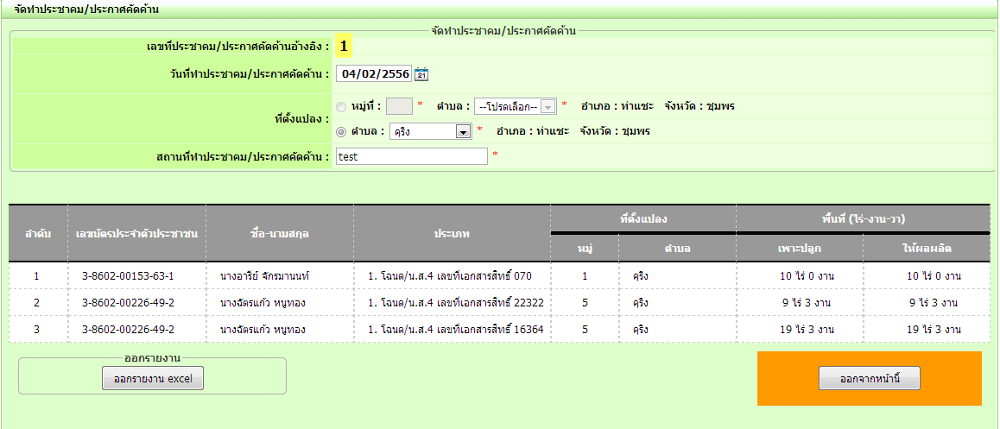 จัดทำประชาคม/ประกาศคัดค้าน
จัดทำประชาคม/ประกาศคัดค้าน
เลขที่ประชาคม/ประกาศคัดค้านอ้างอิง : 1
วันที่ทำประชาคม/ประกาศคัดค้าน : 04/02/2556 21
ที่ตั้งแปลง :
หมู่ที่ : * ตำบล : --โปรดเลือก-- * อำเภอ : ท่าแซะ จังหวัด : ชุมพร
ตำบล : คุริง * อำเภอ : ท่าแซะ จังหวัด : ชุมพร
สถานที่ทำประชาคม/ประกาศคัดค้าน : test *
ลำดับ เลขบัตรประจำตัวประชาชน ชื่อ-นามสกุล ประเภท ที่ตั้งแปลง พื้นที่ (ไร่-งาน-วา)
หมู่ ตำบล เพาะปลูก ให้ผลผลิต
1 3-8602-00153-63-1 นางอารีย์ จักรมานนท์ 1. โฉนด/น.ส.4 เลขที่เอกสารสิทธิ์ 070 1 คุริง 10 ไร่ 0 งาน 10 ไร่ 0 งาน
2 3-8602-00226-49-2 นางฉัตรแก้ว หนูทอง 1. โฉนด/น.ส.4 เลขที่เอกสารสิทธิ์ 22322 5 คุริง 9 ไร่ 3 งาน 9 ไร่ 3 งาน
3 3-8602-00226-49-2 นางฉัตรแก้ว หนูทอง 1. โฉนด/น.ส.4 เลขที่เอกสารสิทธิ์ 16364 5 คุริง 19 ไร่ 3 งาน 19 ไร่ 3 งาน
ออกรายงาน
ออกรายงาน excel ออกจากหน้านี้